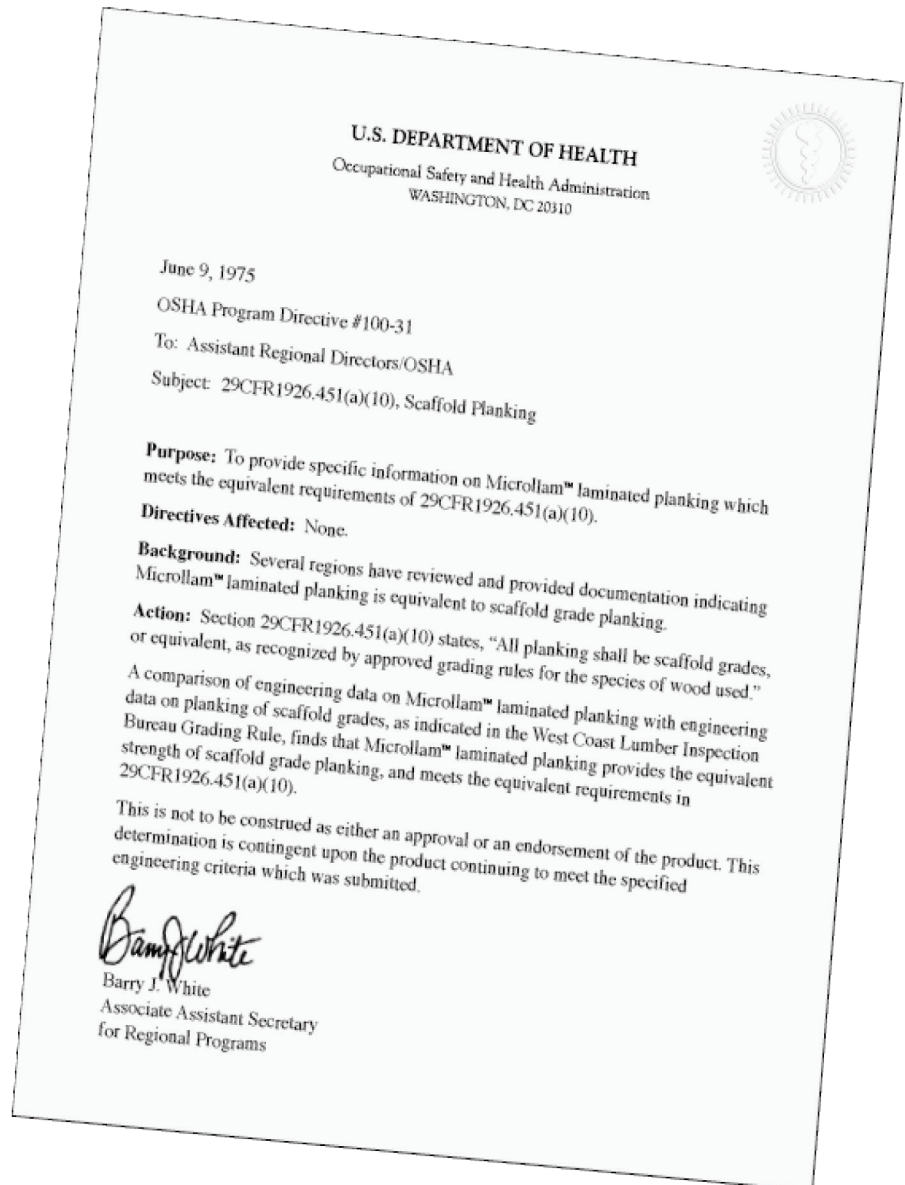 U.S. DEPARTMENT OF HEALTH
Occupational Safety and Health Administration
WASHINGTON, DC 20310
June 9, 1975
OSHA Program Directive #100-31
To: Assistant Regional Directors/OSHA
Subject: 29CFR1926.451(a)(10), Scaffold Planking
Purpose: To provide specific information on Microllam™ laminated planking which
meets the equivalent requirements of 29CFR1926.451(a)(10).
Directives Affected: None.
Background: Several regions have reviewed and provided documentation indicating
Microllam™ laminated planking is equivalent to scaffold grade planking.
Action: Section 29CFR1926.451(a)(10) states, “All planking shall be scaffold grades,
or equivalent, as recognized by approved grading rules for the species of wood used.”
A comparison of engineering data on Microllam™ laminated planking with engineering
data on planking of scaffold grades, as indicated in the West Coast Lumber Inspection
Bureau Grading Rule, finds that Microllam™ laminated planking provides the equivalent
strength of scaffold grade planking, and meets the equivalent requirements in
29CFR1926.451(a)(10).
This is not to be construed as either an approval or an endorsement of the product. This
determination is contingent upon the product continuing to meet the specified
engineering criteria which was submitted.
Barry J White
Barry J. White
Associate Assistant Secretary
for Regional Programs